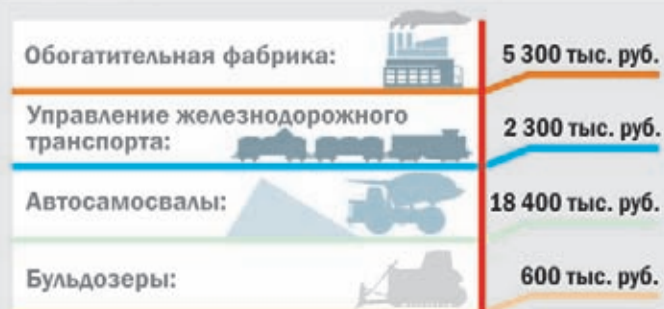 Обогатительная фабрика: 5 300 тыс. руб.
Управление железнодорожного
транспорта: 2 300 тыс. руб.
Автосамосвалы: 18 400 тыс. руб.
Бульдозеры: 600 тыс. руб.